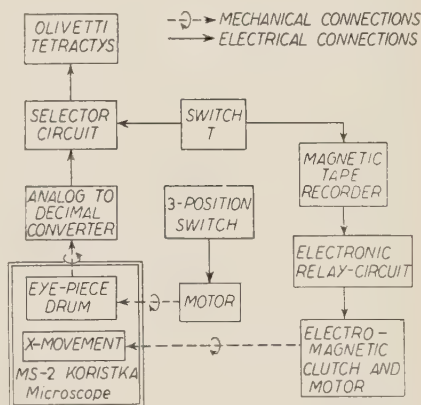 OLIVETTI
TETRACTYS
MECHANICAL CONNECTIONS
ELECTRICAL CONNECTIONS
SELECTOR
CIRCUIT
SWITCH
T
MAGNETIC
TAPE
RECORDER
ANALOG TO
DECIMAL
CONVERTER
3-POSITION
SWITCH
ELECTRONIC
RELAY-CIRCUIT
EYE-PIECE
DRUM
MOTOR
X-MOVEMENT
MS-2 KORISTKA
Microscope
ELECTRO-
MAGNETIC
CLUTCH AND
MOTOR